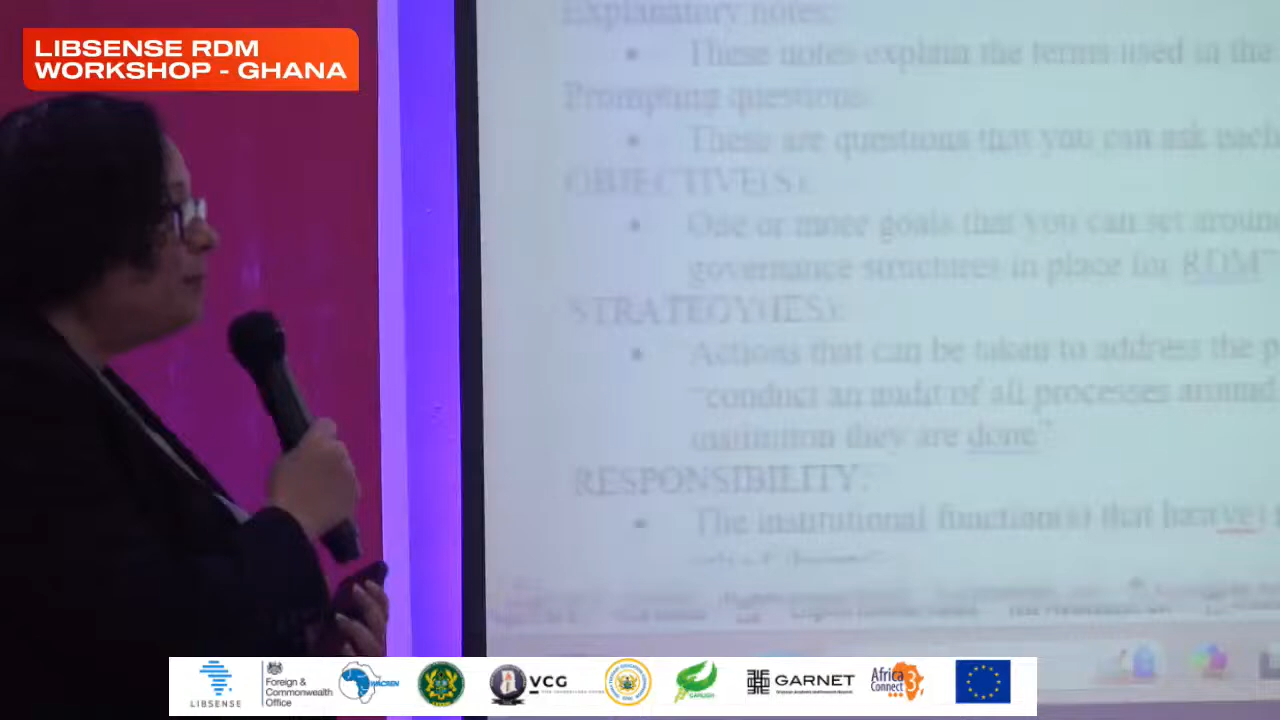 LIBSENSE RDM
WORKSHOP - GHANA
Explanatory notes:
These notes explain the terms used in the
Prompting questions:
These are questions that you can ask each
OBJECTIVE(S):
One or more goals that you can set around
governance structures in place for RDM"
STRATEGY(IES):
Actions that can be taken to address the p
"conduct an audit of all processes around
institution they are done"
RESPONSIBILITY:
The institutional function(s) that
LIBSENSE
Foreign &
Commonwealth
Office
WACREN
VCG
GARNET
Africa
Connect 3